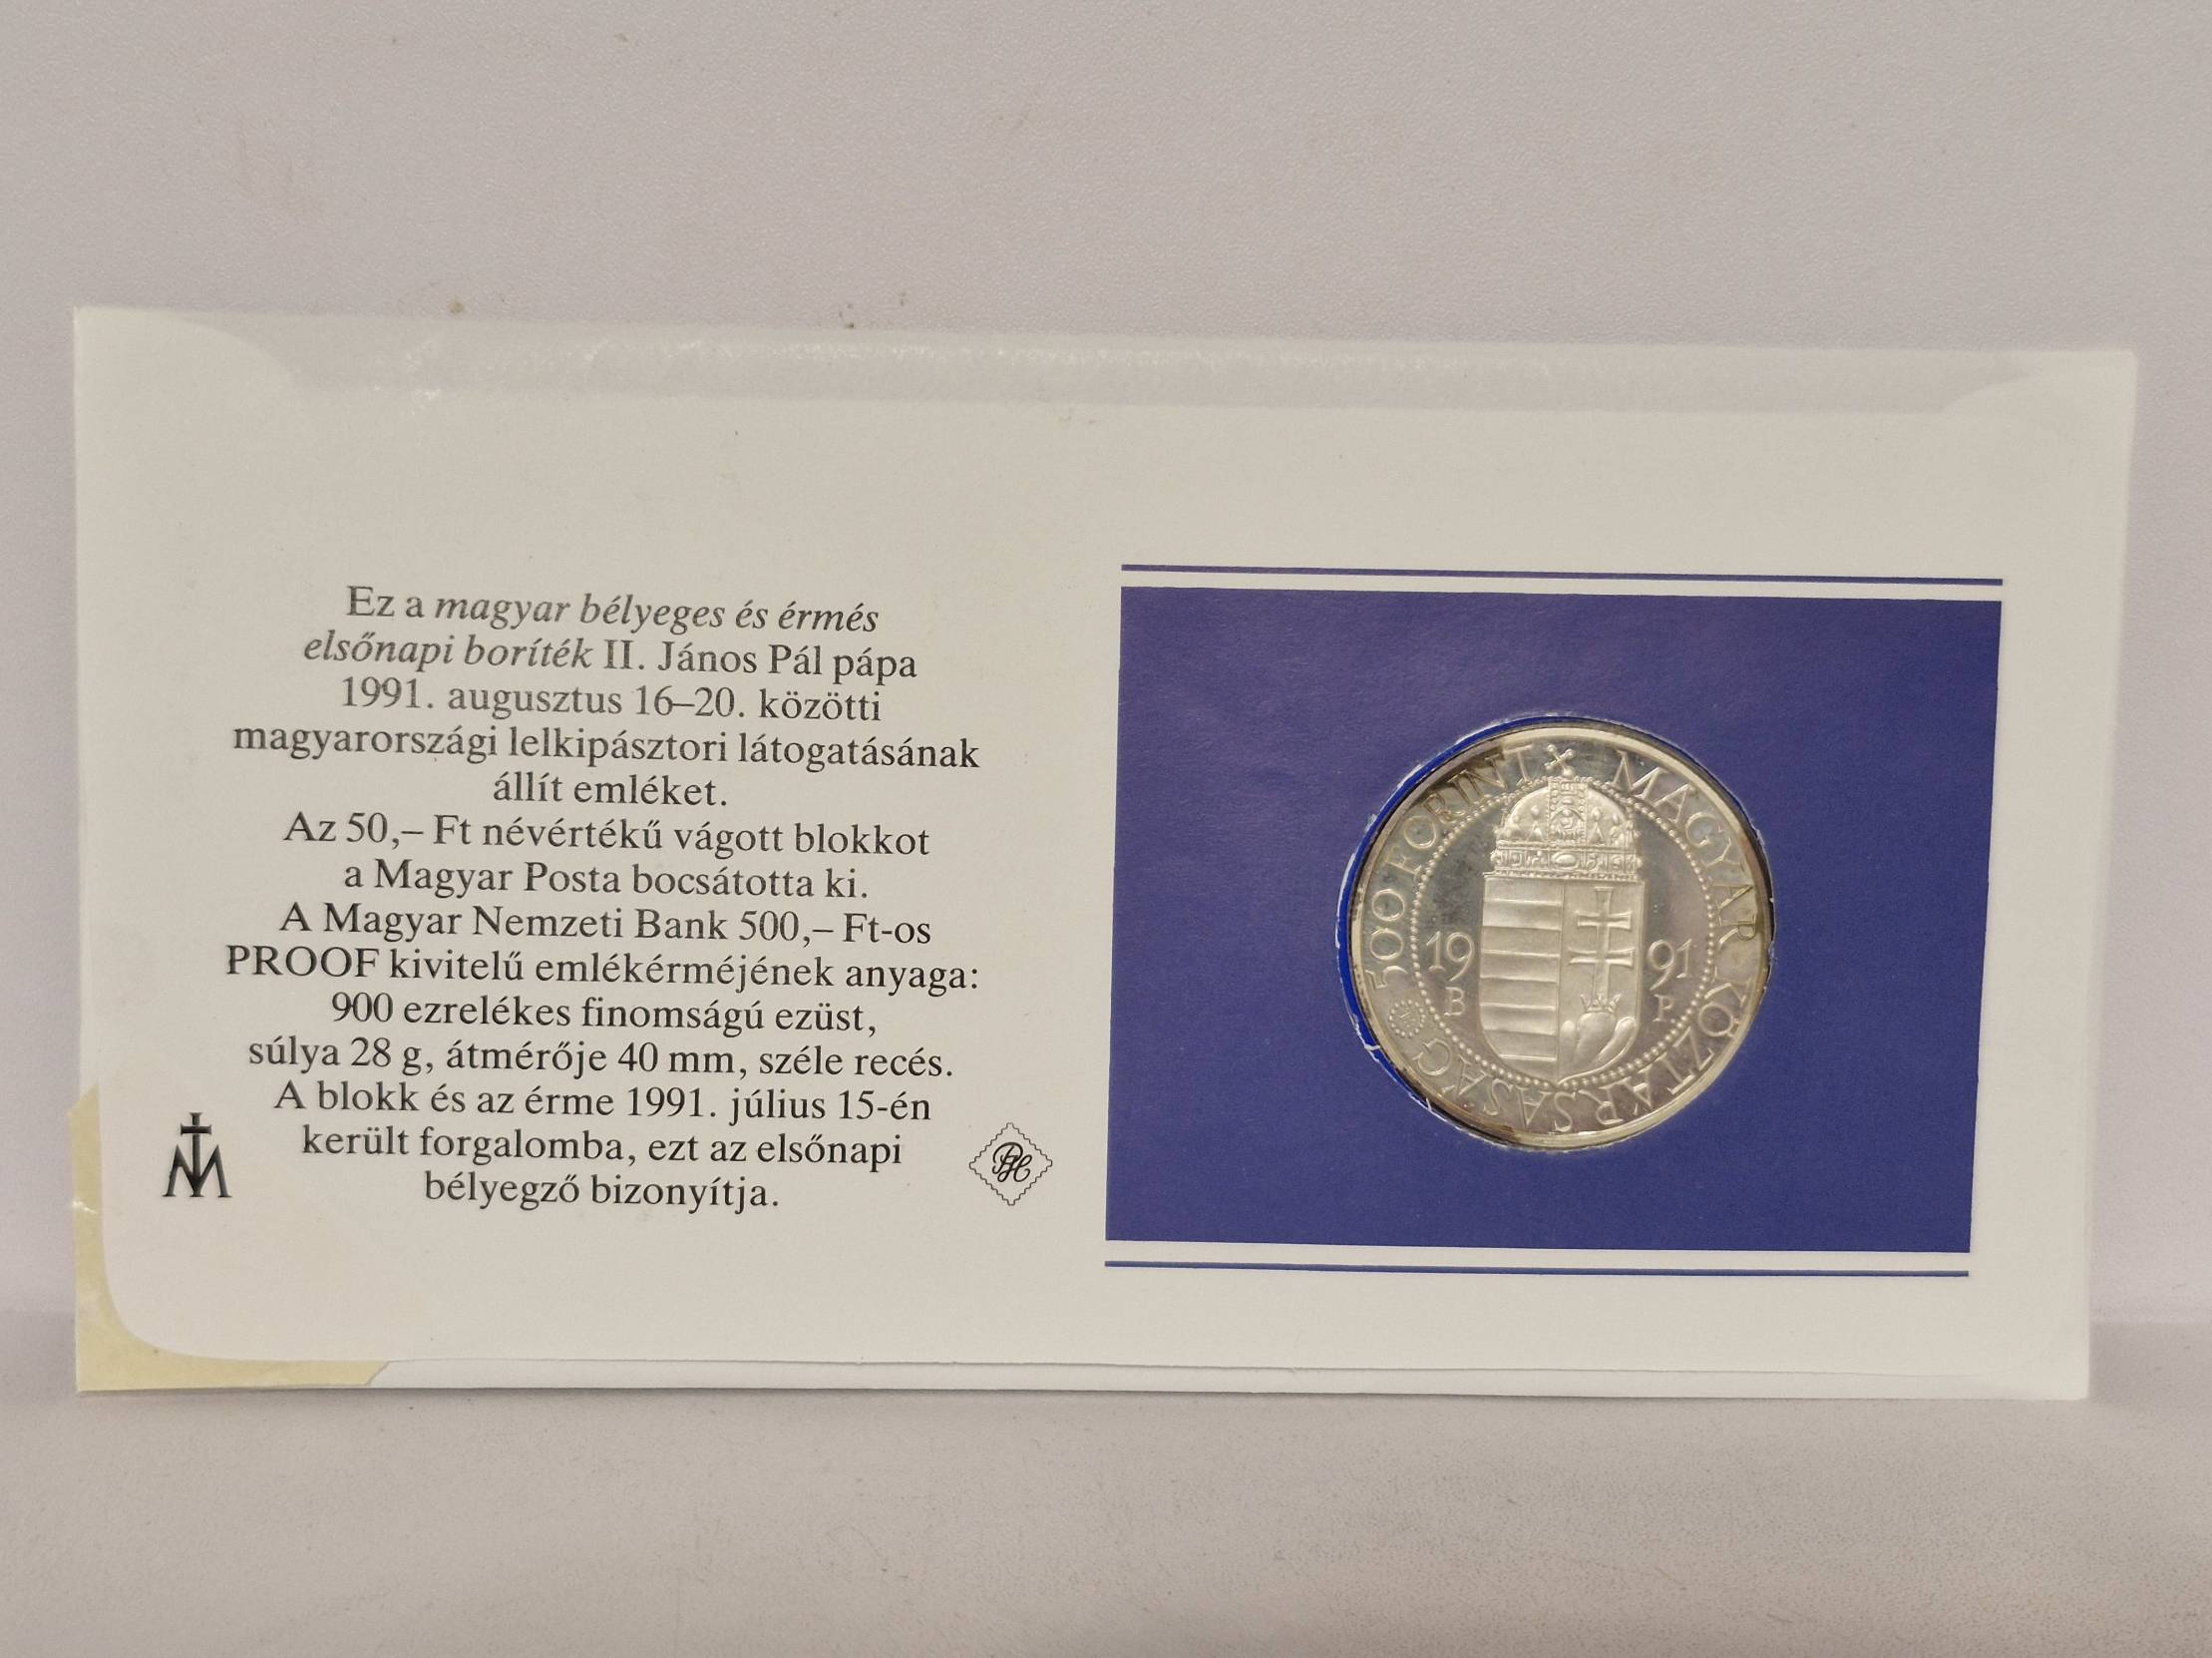 Ez a magyar bélyeges és érmés
elsőnapi boríték II. János Pál pápa
1991. augusztus 16–20. közötti
magyarországi lelkipásztori látogatásának
állít emléket.
Az 50,– Ft névértékű vágott blokkot
a Magyar Posta bocsátotta ki.
A Magyar Nemzeti Bank 500,– Ft-os
PROOF kivitelű emlékérméjének anyaga:
900 ezrelékes finomságú ezüst,
súlya 28 g, átmérője 40 mm, széle recés.
A blokk és az érme 1991. július 15-én
került forgalomba, ezt az elsőnapi
bélyegző bizonyítja.
MAGYAR KÖZTÁRSASÁG
500 FORINT
19 91
B P.